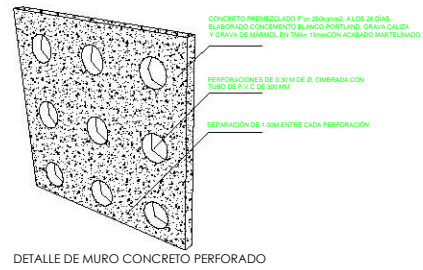 CONCRETO PREMEZCLADO F'c= 250kg/cm2, A LOS 28 DÍAS,
ELABORADO CONCEMENTO BLANCO PORTLAND, GRAVA CALIZA
Y GRAVA DE MÁRMOL EN TMA= 19mmCON ACABADO MARTELINADO.
PERFORACIONES DE 0.30 M DE Ø, CIMBRADA CON
TUBO DE P.V.C DE 300 MM
SEPARACIÓN DE 1.00M ENTRE CADA PERFORACIÓN.
DETALLE DE MURO CONCRETO PERFORADO